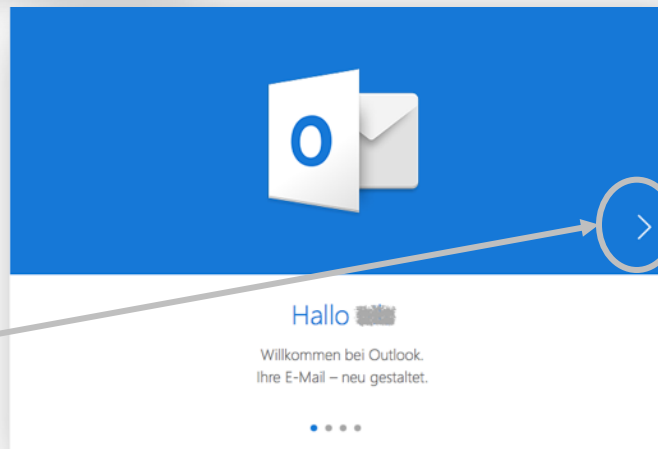 O
Hallo
Willkommen bei Outlook.
Ihre E-Mail – neu gestaltet.